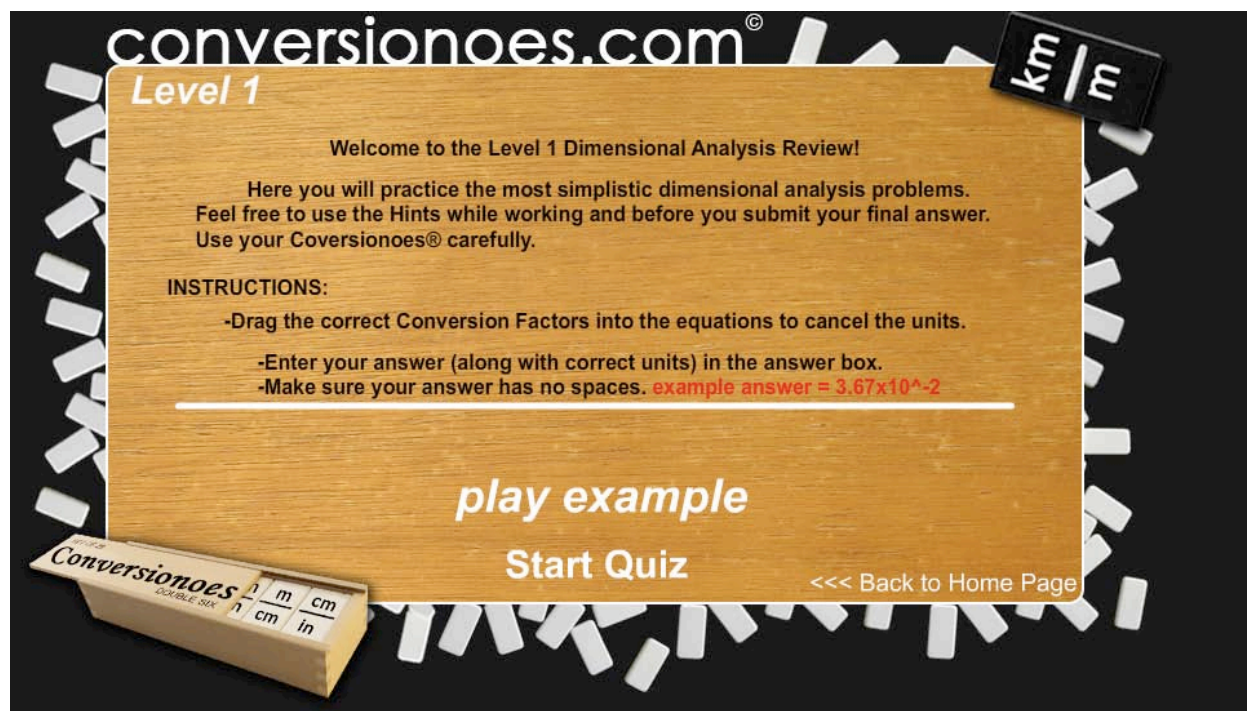 conversionoes.com©
km
m
Level 1
Welcome to the Level 1 Dimensional Analysis Review!
Here you will practice the most simplistic dimensional analysis problems.
Feel free to use the Hints while working and before you submit your final answer.
Use your Coversionoes® carefully.
INSTRUCTIONS:
-Drag the correct Conversion Factors into the equations to cancel the units.
-Enter your answer (along with correct units) in the answer box.
-Make sure your answer has no spaces. example answer = 3.67x10^-2
play example
Start Quiz
<<< Back to Home Page
Conversionoes
DOUBLE SIX
m
cm
cm
in